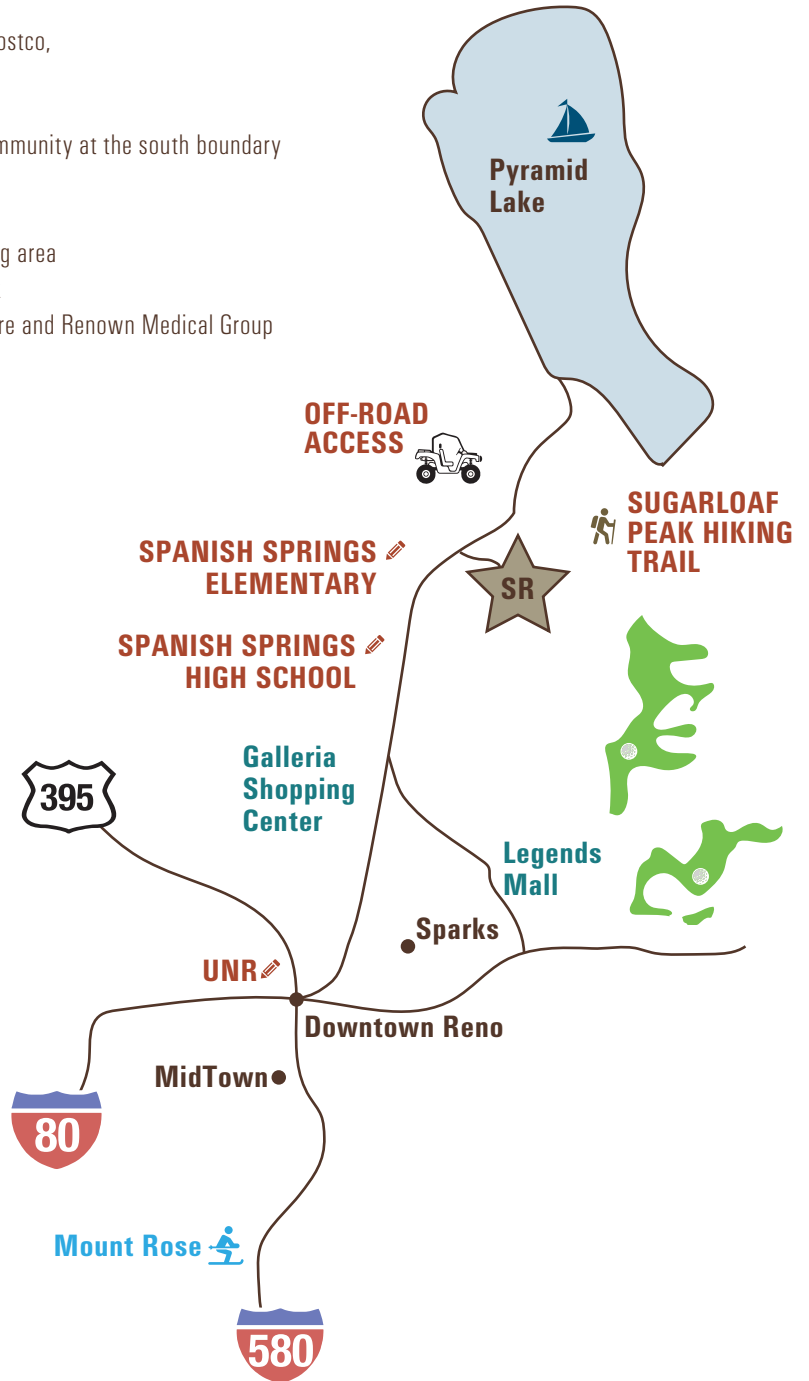 ostco,
mmunity at the south boundary
g area
re and Renown Medical Group
Pyramid
Lake
OFF-ROAD
ACCESS
SUGARLOAF
PEAK HIKING
TRAIL
SPANISH SPRINGS
ELEMENTARY
SR
SPANISH SPRINGS
HIGH SCHOOL
Galleria
Shopping
Center
395
Legends
Mall
Sparks
UNR
Downtown Reno
MidTown
80
Mount Rose
580